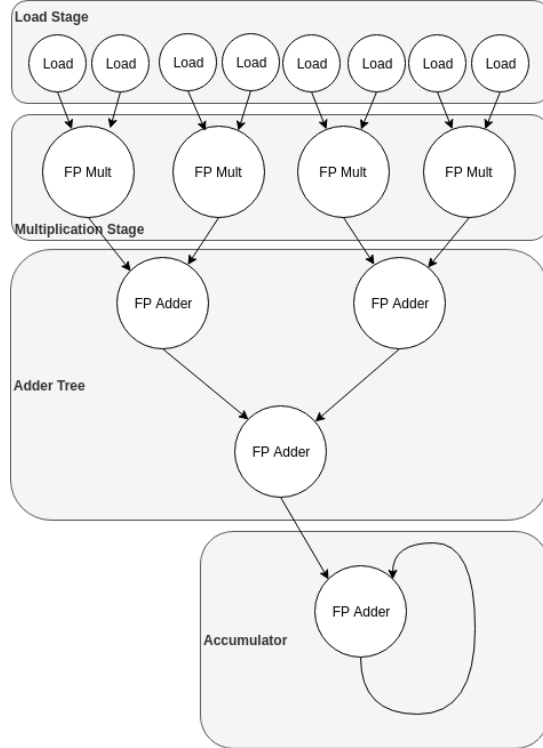 Load Stage
Load Load Load Load Load Load Load Load
FP Mult FP Mult FP Mult FP Mult
Multiplication Stage
FP Adder FP Adder
Adder Tree
FP Adder
FP Adder
Accumulator